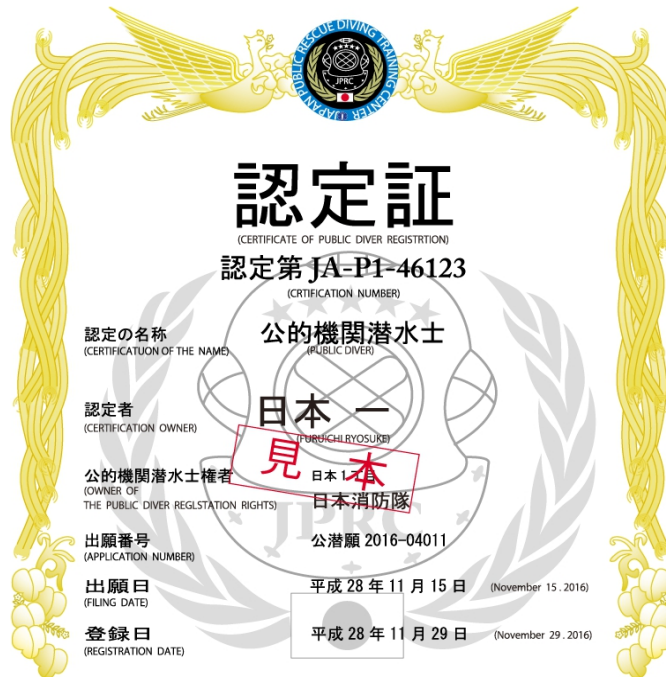 JAPAN PUBLIC RESCUE DIVING TRAINING CENTER
JPRC
認定証
(CERTIFICATE OF PUBLIC DIVER REGISTRTION)
認定第 JA-P1-46123
(CRTIFICATION NUMBER)
認定の名称 公的機関潜水士
(CERTIFICATUON OF THE NAME) (PUBLIC DIVER)
認定者 日本 一
(CERTIFICATION OWNER) (FURUICHI RYOSUKE)
見本
公的機関潜水士権者 日本1丁目
(OWNER OF
THE PUBLIC DIVER REGLSTATION RIGHTS) 日本消防隊
JPRC
出願番号 公潜願 2016-04011
(APPLICATION NUMBER)
出願日 平成 28 年 11 月 15 日 (November 15 . 2016)
(FILING DATE)
登録日 平成 28 年 11 月 29 日 (November 29 . 2016)
(REGISTRATION DATE)